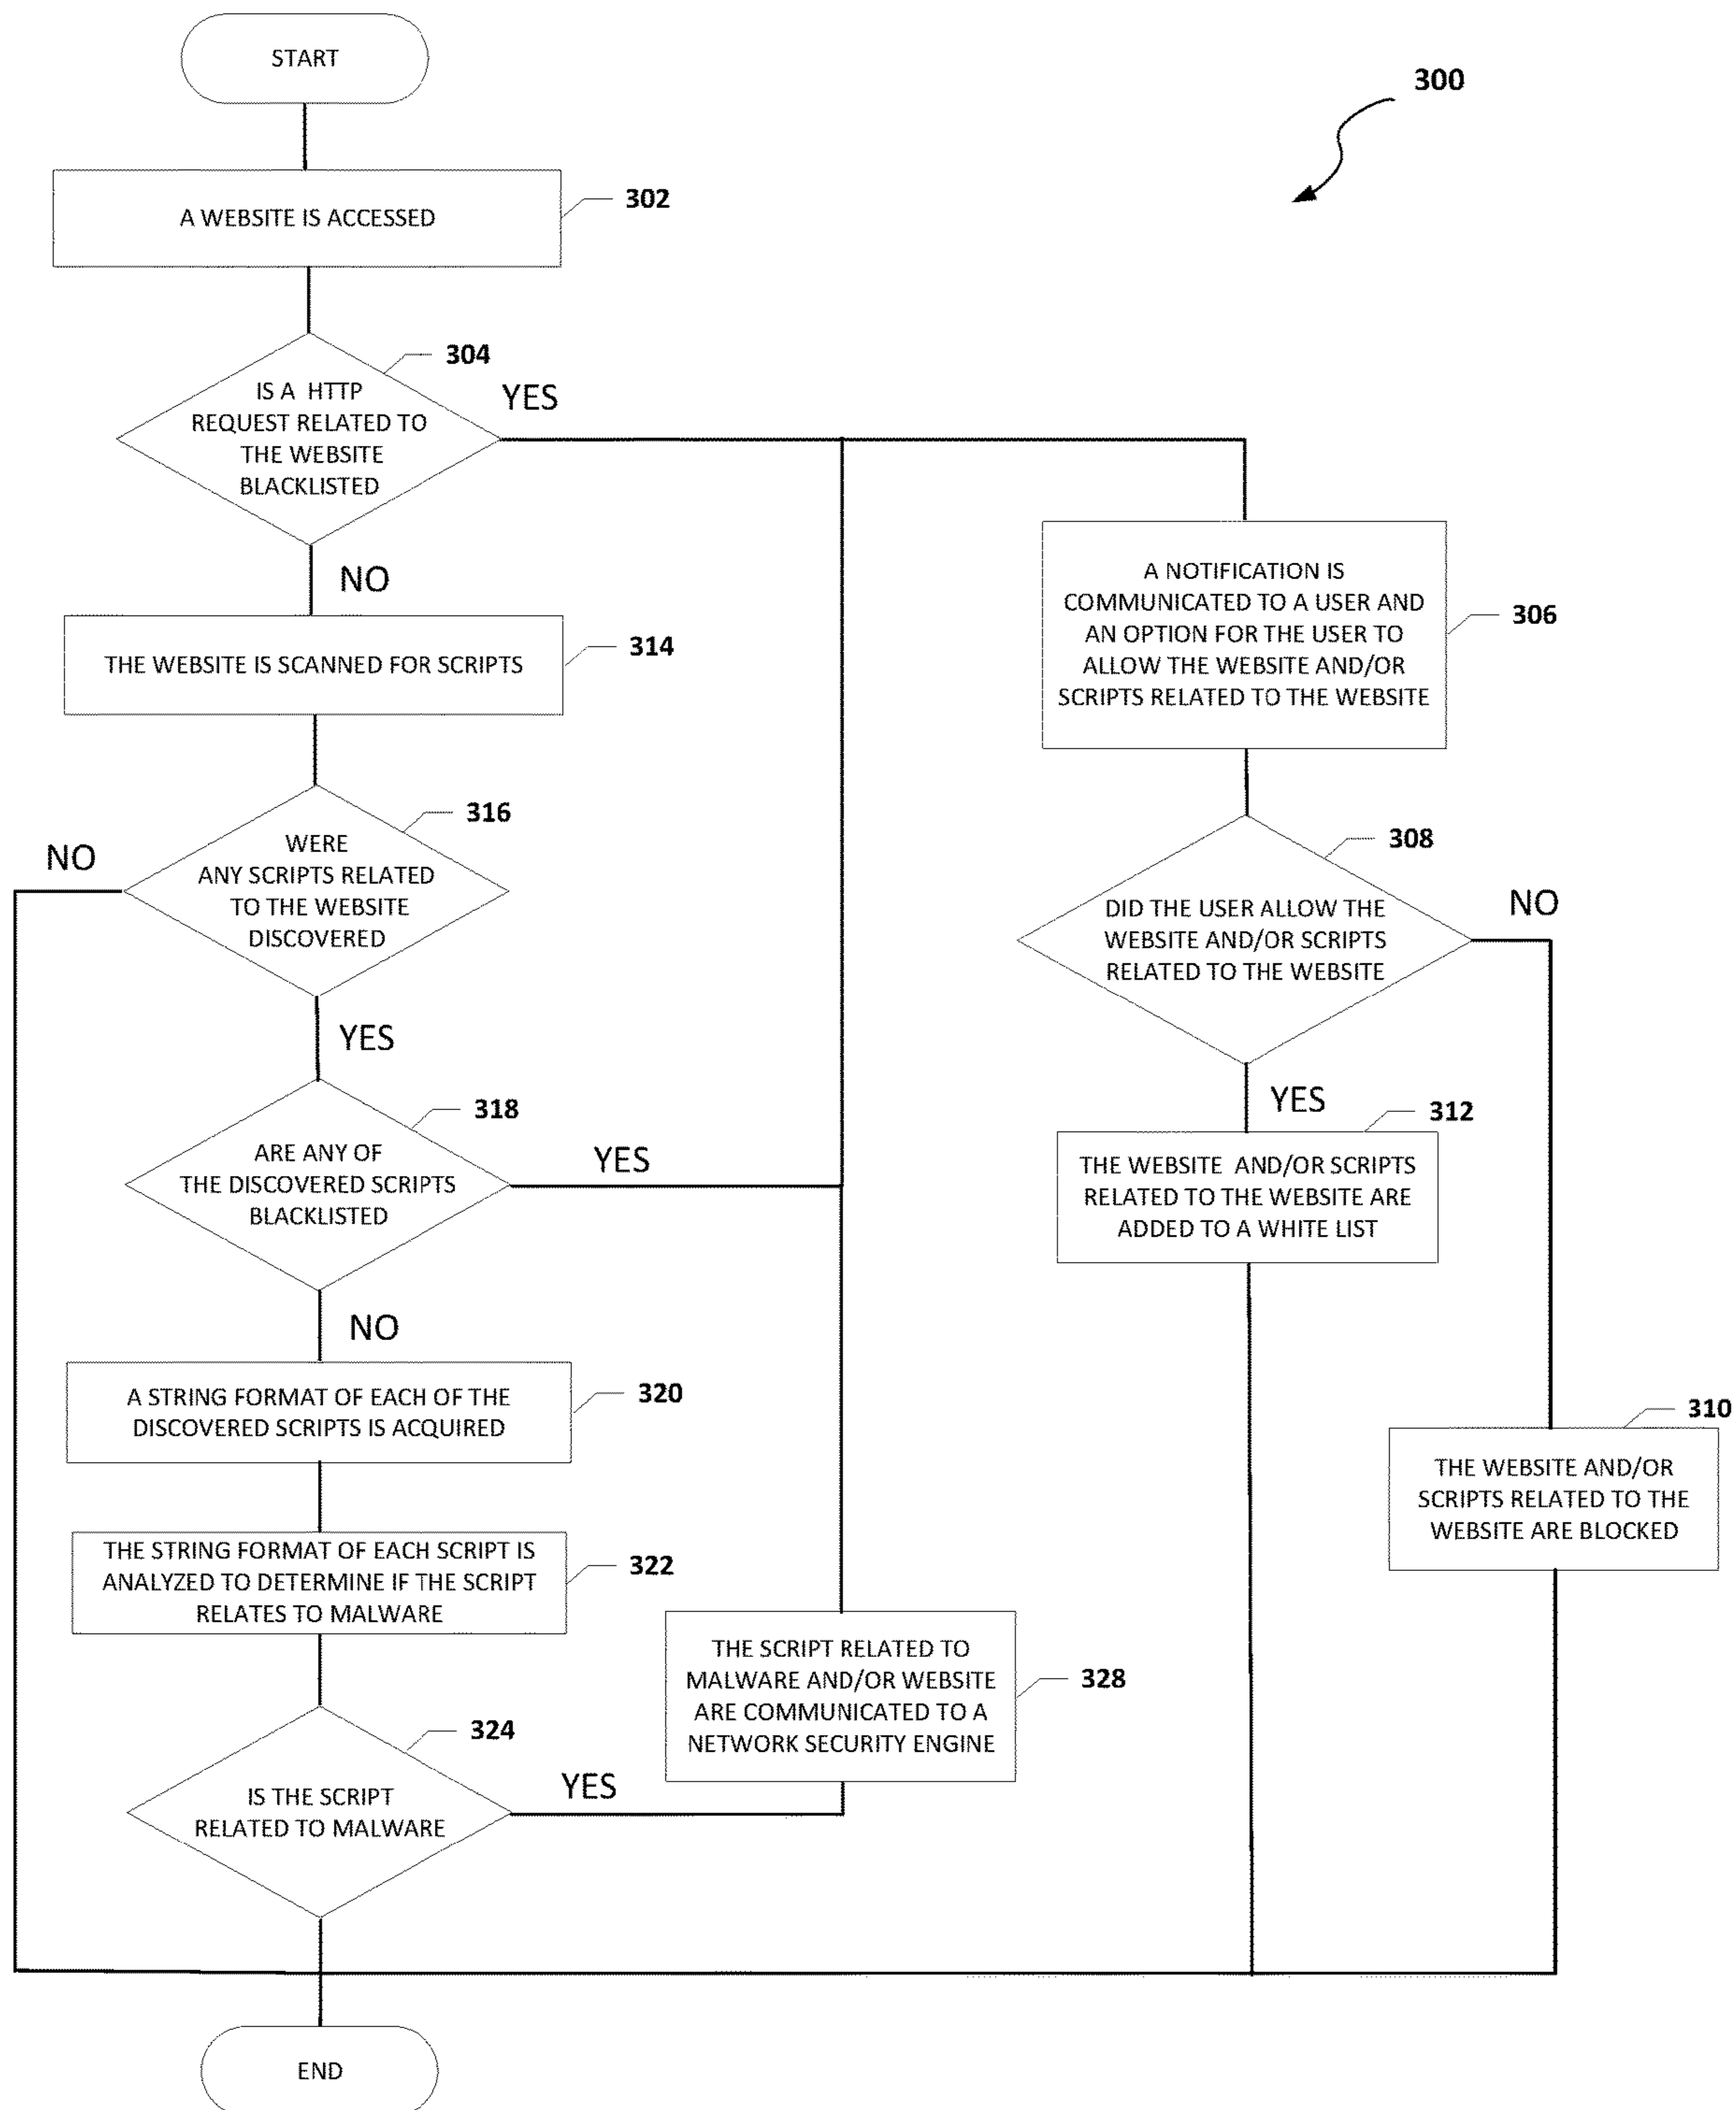 START
300
A WEBSITE IS ACCESSED
302
304
IS A HTTP
REQUEST RELATED TO
THE WEBSITE
BLACKLISTED
YES
NO
THE WEBSITE IS SCANNED FOR SCRIPTS
314
316
WERE
ANY SCRIPTS RELATED
TO THE WEBSITE
DISCOVERED
NO
YES
318
ARE ANY OF
THE DISCOVERED SCRIPTS
BLACKLISTED
YES
NO
A STRING FORMAT OF EACH OF THE
DISCOVERED SCRIPTS IS ACQUIRED
320
THE STRING FORMAT OF EACH SCRIPT IS
ANALYZED TO DETERMINE IF THE SCRIPT
RELATES TO MALWARE
322
324
IS THE SCRIPT
RELATED TO MALWARE
YES
THE SCRIPT RELATED TO
MALWARE AND/OR WEBSITE
ARE COMMUNICATED TO A
NETWORK SECURITY ENGINE
328
A NOTIFICATION IS
COMMUNICATED TO A USER AND
AN OPTION FOR THE USER TO
ALLOW THE WEBSITE AND/OR
SCRIPTS RELATED TO THE WEBSITE
306
308
DID THE USER ALLOW THE
WEBSITE AND/OR SCRIPTS
RELATED TO THE WEBSITE
NO
YES
312
THE WEBSITE AND/OR SCRIPTS
RELATED TO THE WEBSITE ARE
ADDED TO A WHITE LIST
310
THE WEBSITE AND/OR
SCRIPTS RELATED TO THE
WEBSITE ARE BLOCKED
END